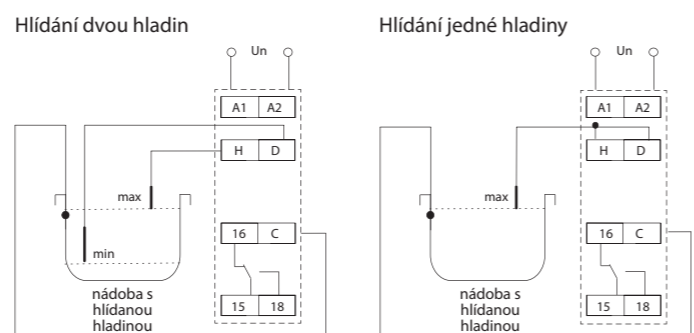 Hlídání dvou hladin
Un
A1 A2
H D
max
min
16 C
15 18
nádoba s
hlídanou
hladinou
Hlídání jedné hladiny
Un
A1 A2
H D
max
16 C
15 18
nádoba s
hlídanou
hladinou